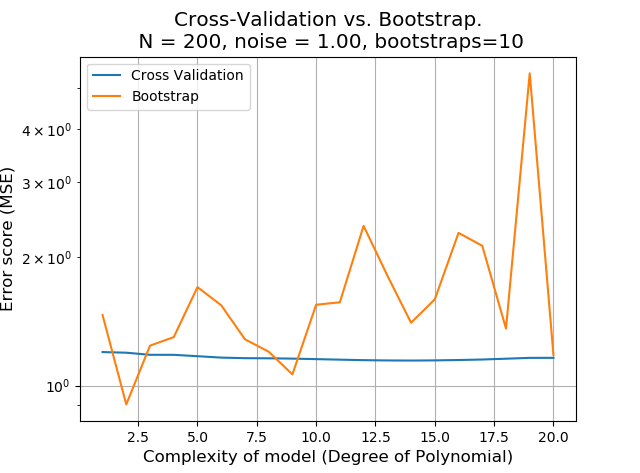 Cross-Validation vs. Bootstrap.
N = 200, noise = 1.00, bootstraps=10
Cross Validation
Bootstrap
4 × 10⁰
3 × 10⁰
2 × 10⁰
10⁰
Error score (MSE)
2.5 5.0 7.5 10.0 12.5 15.0 17.5 20.0
Complexity of model (Degree of Polynomial)